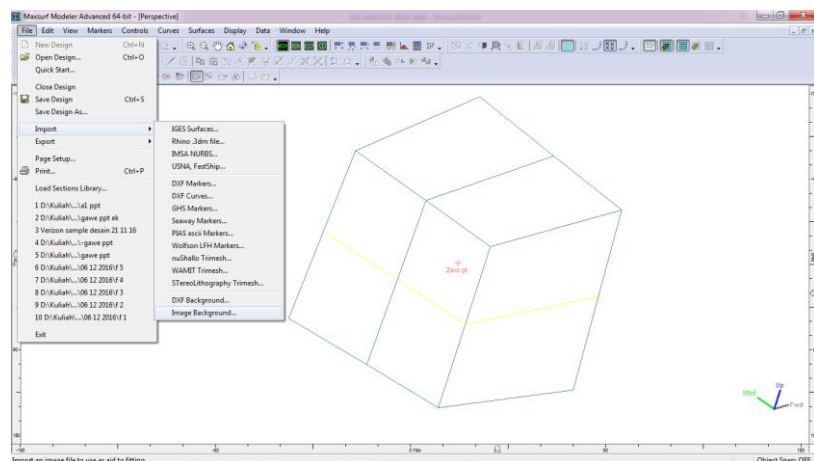 Maxsurf Modeler Advanced 64-bit - [Perspective]
File Edit View Markers Controls Curves Surfaces Display Data Window Help
New Design Ctrl+N
Open Design... Ctrl+O
Quick Start...
Close Design
Save Design Ctrl+S
Save Design As...
Import
Export
Page Setup...
Print... Ctrl+P
Load Sections Library...
1 D:\Kuliah\...\a1 ppt
2 D:\Kuliah\...\gawe ppt ek
3 Verizon sample desain 21 11 16
4 D:\Kuliah\...\-gawe ppt
5 D:\Kuliah\...\gawe ppt
6 D:\Kuliah\...\06 12 2016\f 5
7 D:\Kuliah\...\06 12 2016\f 4
8 D:\Kuliah\...\06 12 2016\f 3
9 D:\Kuliah\...\06 12 2016\f 2
10 D:\Kuliah\...\06 12 2016\f 1
Exit
IGES Surfaces...
Rhino .3dm file...
IMSA NURBS...
USNA, FastShip...
DXF Markers...
DXF Curves...
GHS Markers...
Seaway Markers...
PIAS ascii Markers...
Wolfson LFH Markers...
nuShallo Trimesh...
WAMIT Trimesh...
STereoLithography Trimesh...
DXF Background...
Image Background...
Zero pt.
Stbd
Up
Fwd
Import an image file to use as aid to fitting
Object Snap: OFF